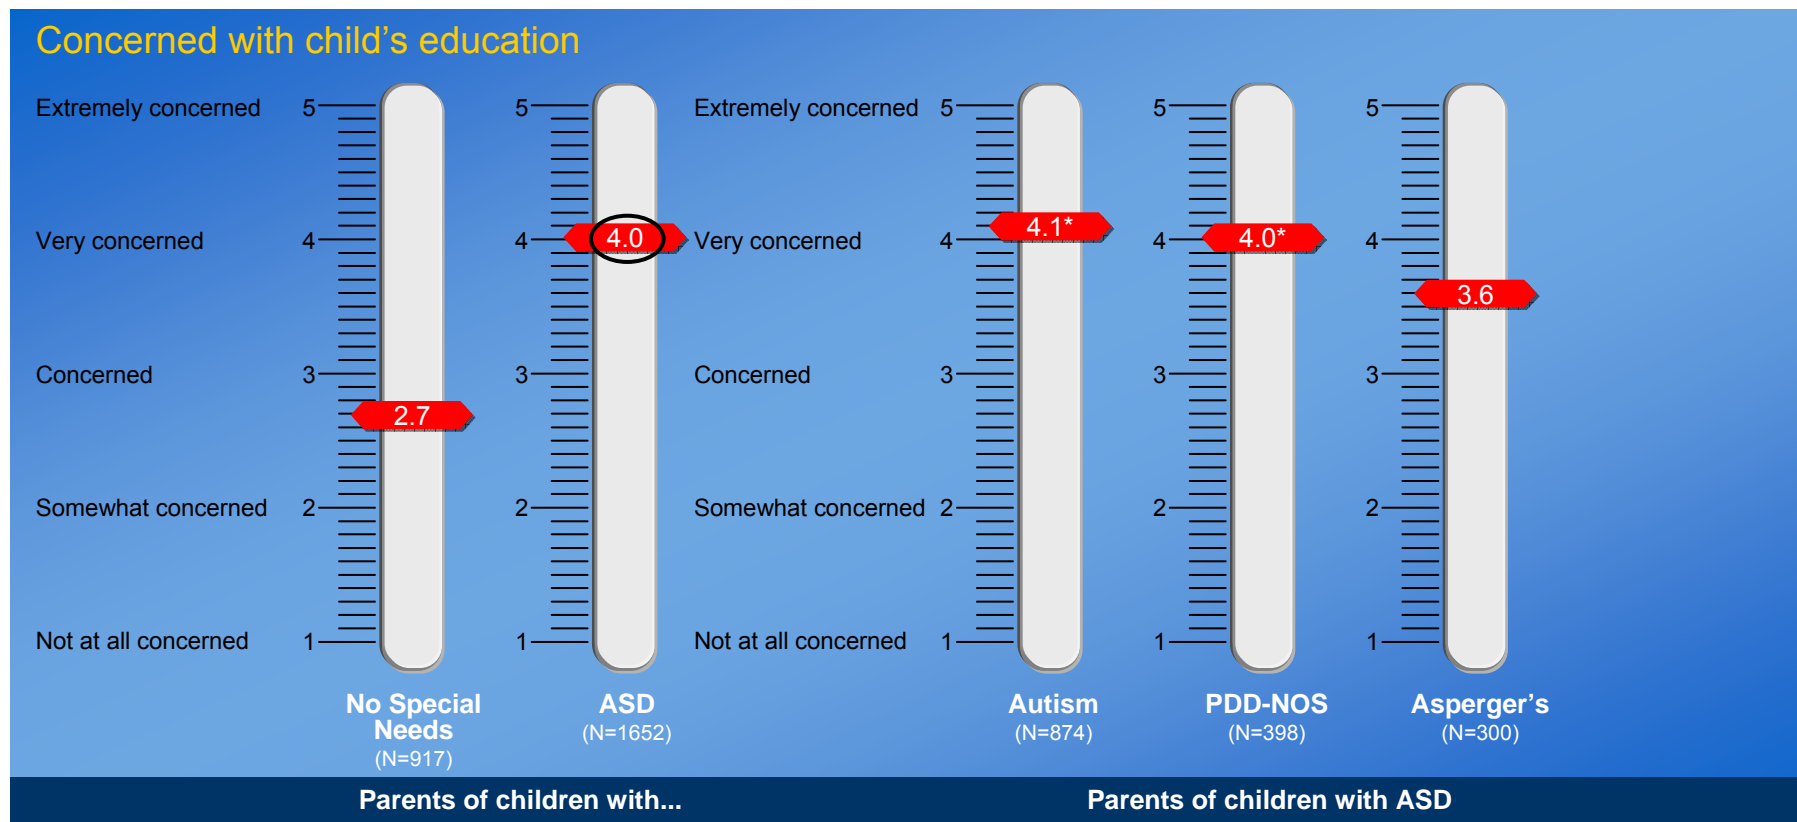 Concerned with child’s education
Extremely concerned 5 5 Extremely concerned 5 5 5
4.1*
Very concerned 4 4 4.0 Very concerned 4 4 4.0* 4
3.6
Concerned 3 3 Concerned 3 3 3
2.7
Somewhat concerned 2 2 Somewhat concerned 2 2 2
Not at all concerned 1 1 Not at all concerned 1 1 1
No Special ASD Autism PDD-NOS Asperger’s
Needs (N=1652) (N=874) (N=398) (N=300)
(N=917)
Parents of children with... Parents of children with ASD